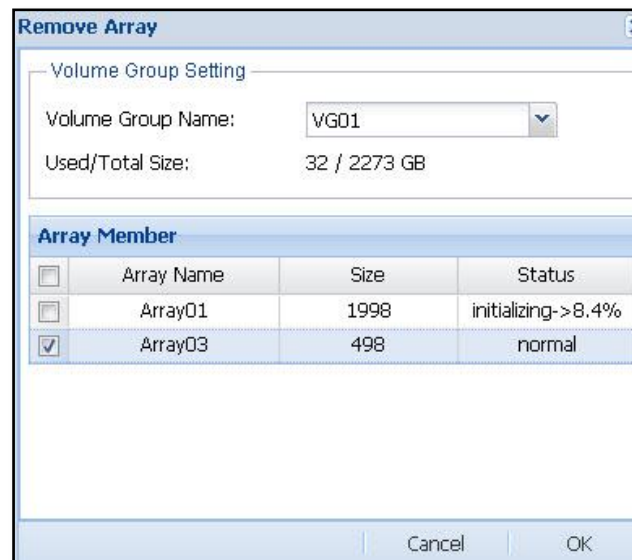 Remove Array
Volume Group Setting
Volume Group Name: VG01
Used/Total Size: 32 / 2273 GB
Array Member
Array Name Size Status
Array01 1998 initializing->8.4%
Array03 498 normal
Cancel OK